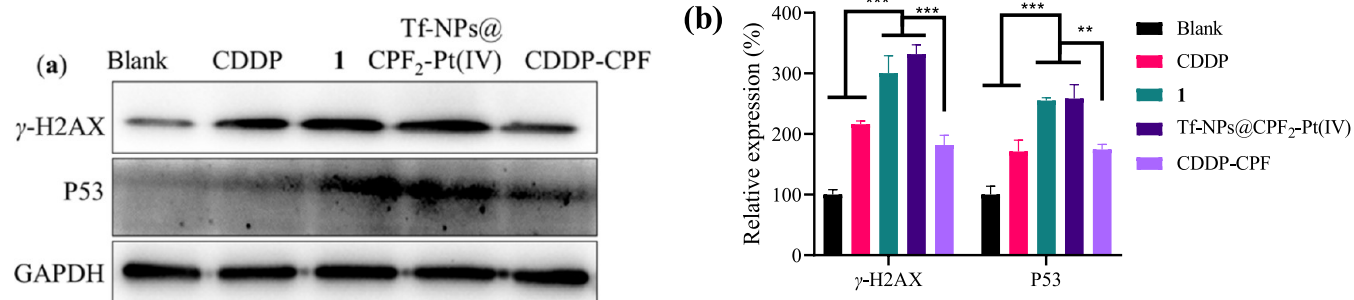 (a)
Blank CDDP 1 Tf-NPs@
CPF₂-Pt(IV) CDDP-CPF
γ-H2AX
P53
GAPDH
(b)
Relative expression (%)
400
300
200
100
0
*** ***
*** **
γ-H2AX P53
Blank
CDDP
1
Tf-NPs@CPF₂-Pt(IV)
CDDP-CPF